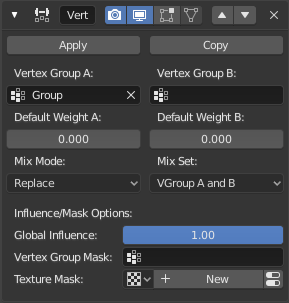 Vert
Apply Copy
Vertex Group A: Vertex Group B:
Group
Default Weight A: Default Weight B:
0.000 0.000
Mix Mode: Mix Set:
Replace VGroup A and B
Influence/Mask Options:
Global Influence: 1.00
Vertex Group Mask:
Texture Mask: New